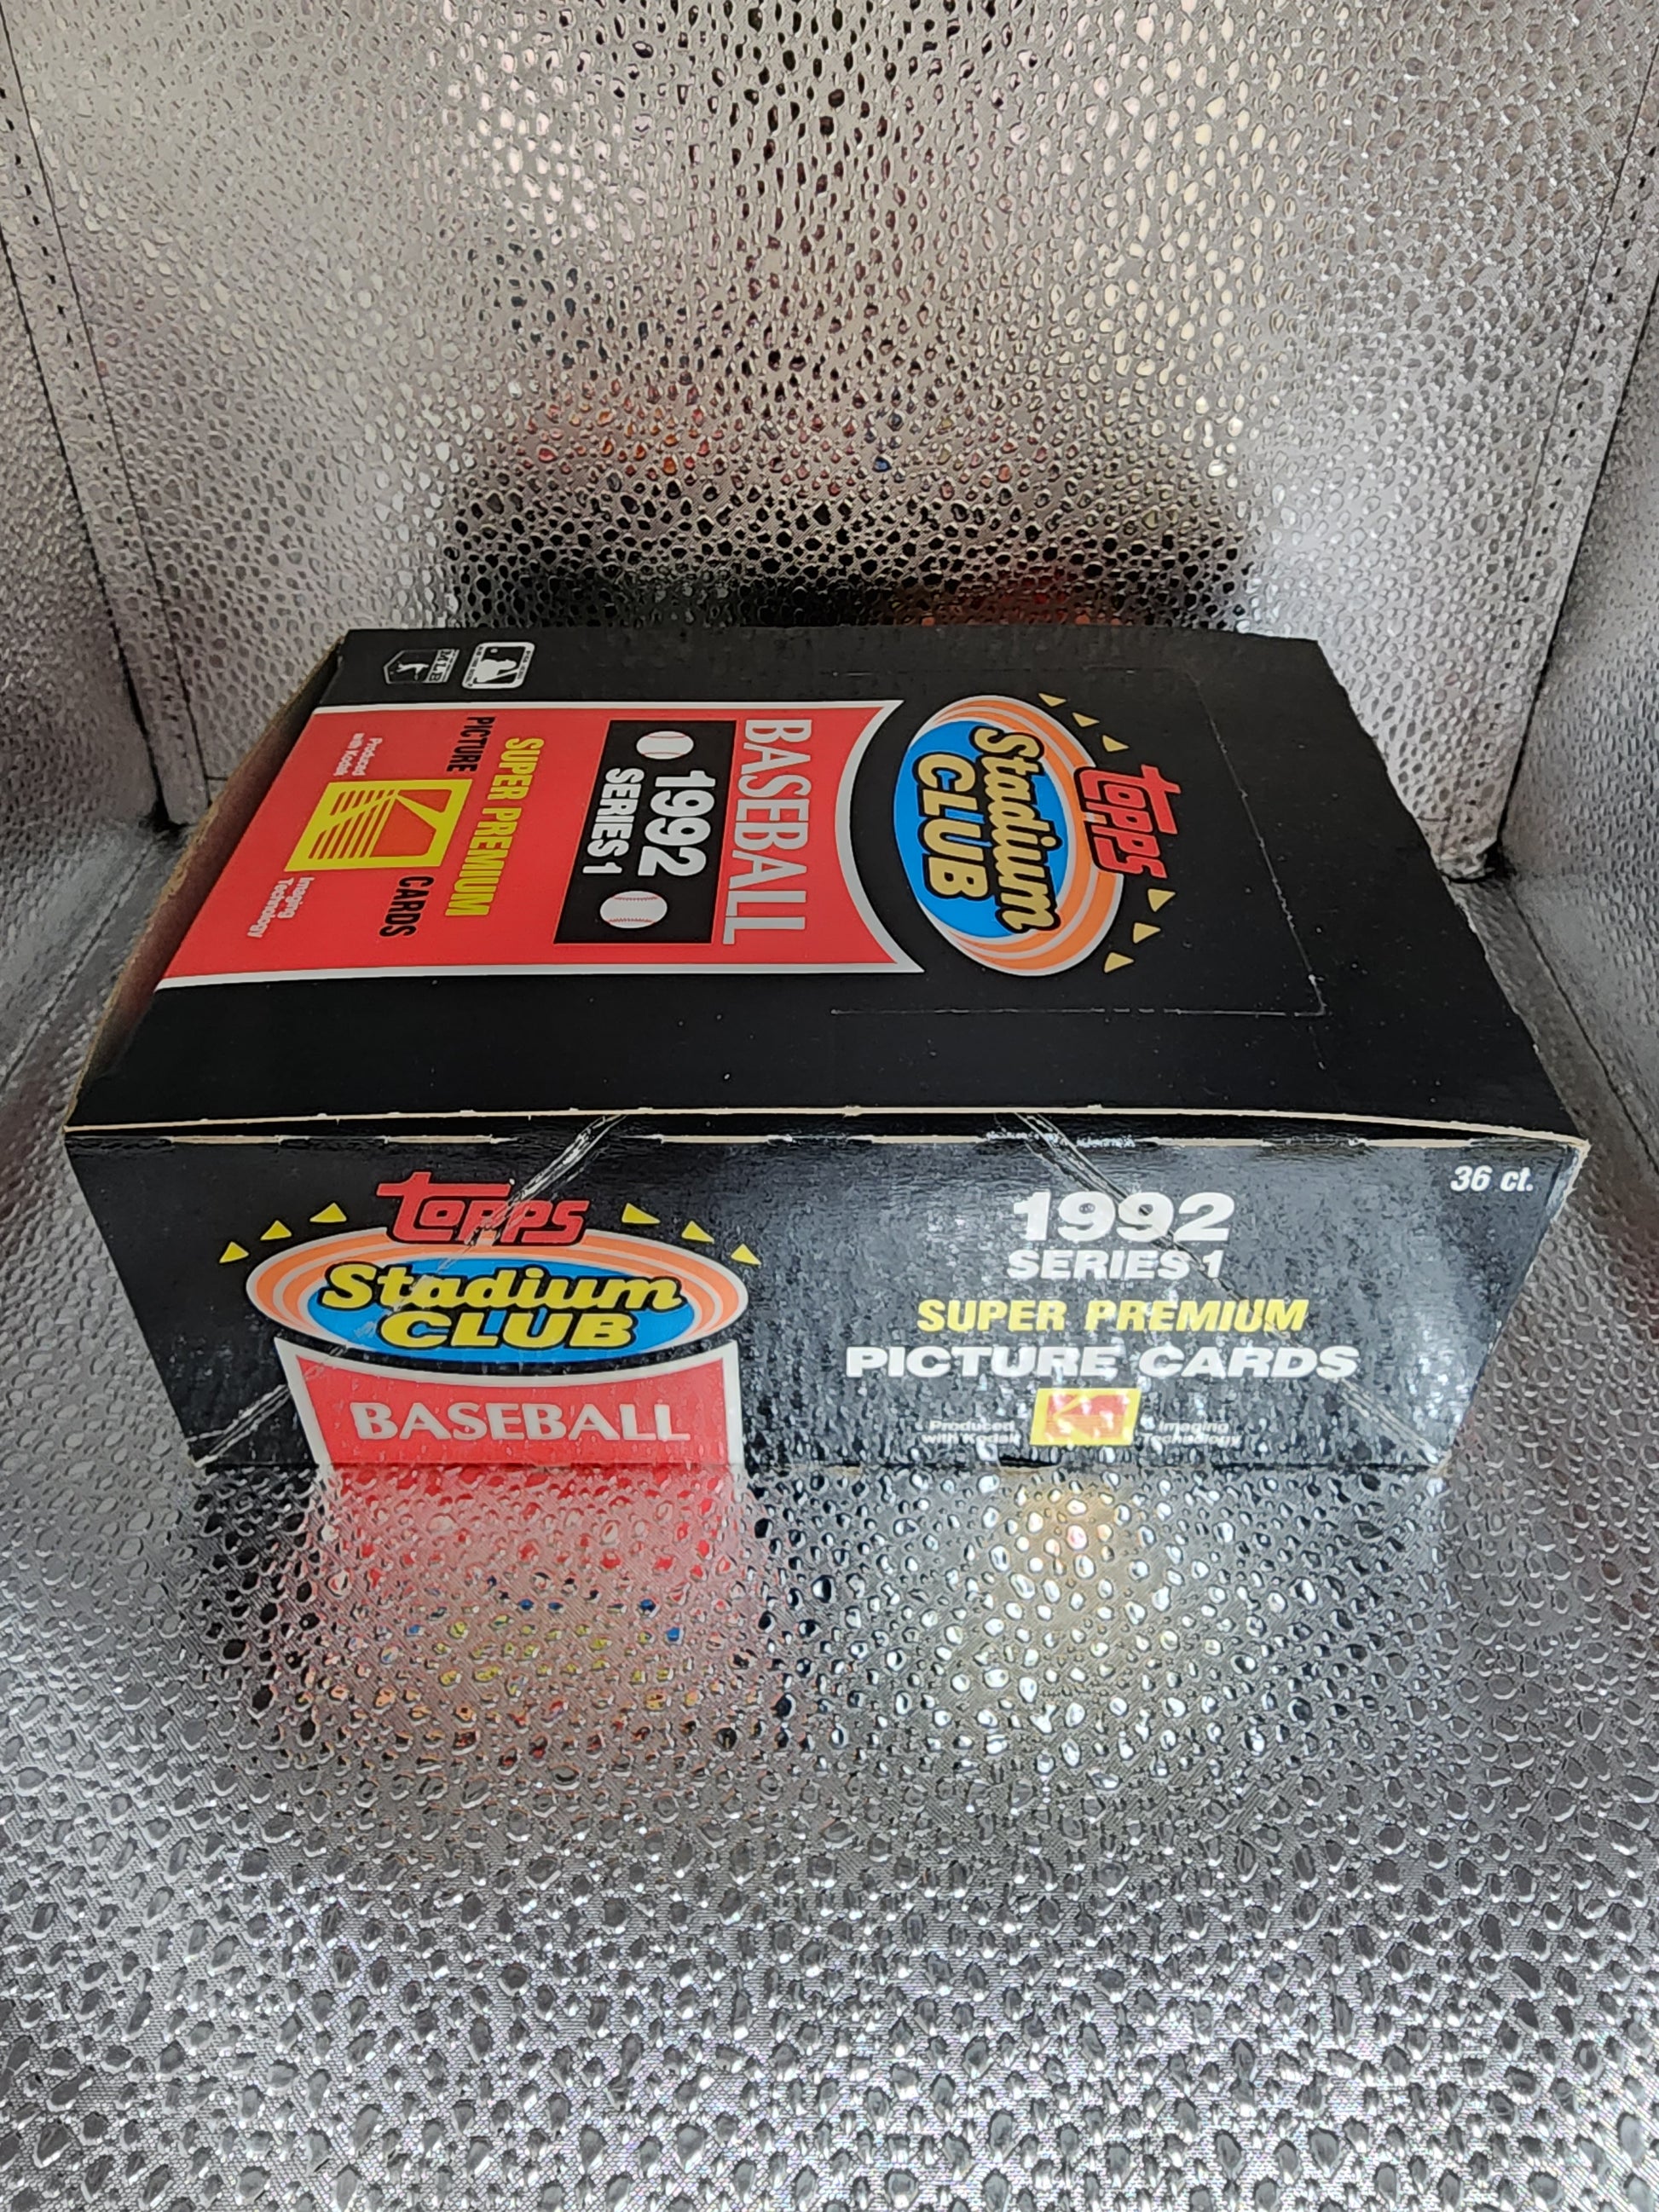 Topps
Stadium
CLUB
BASEBALL
1992
SERIES 1
SUPER PREMIUM
PICTURE CARDS
Produced
with Kodak
Imaging
Technology
Topps
Stadium
CLUB
BASEBALL
1992
SERIES 1
SUPER PREMIUM
PICTURE CARDS
Produced
with Kodak
Imaging
Technology
36 ct.